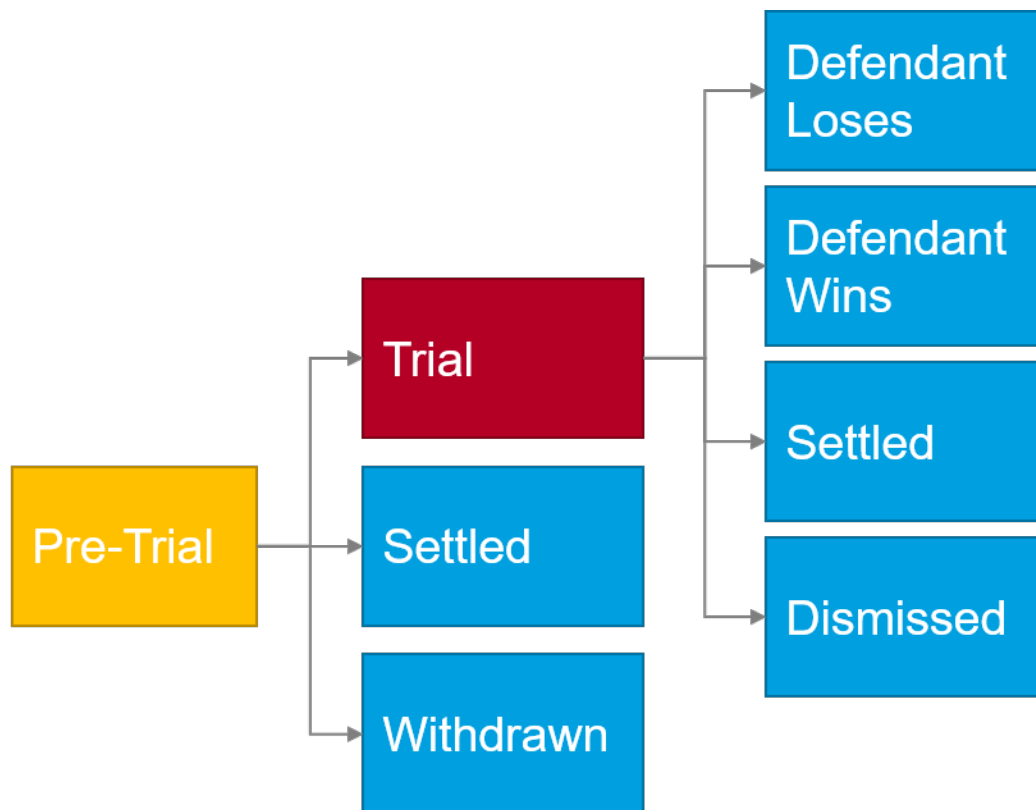 Pre-Trial
Trial
Settled
Withdrawn
Defendant
Loses
Defendant
Wins
Settled
Dismissed